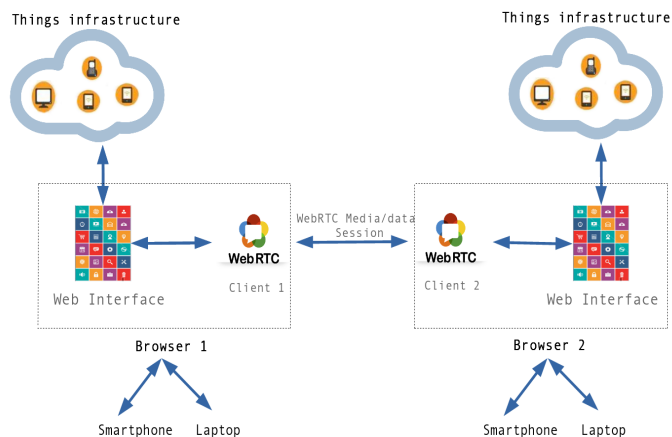 Things infrastructure
Things infrastructure
WebRTC Media/data
Session
WebRTC
WebRTC
Client 1
Client 2
Web Interface
Web Interface
Browser 1
Browser 2
Smartphone
Laptop
Smartphone
Laptop